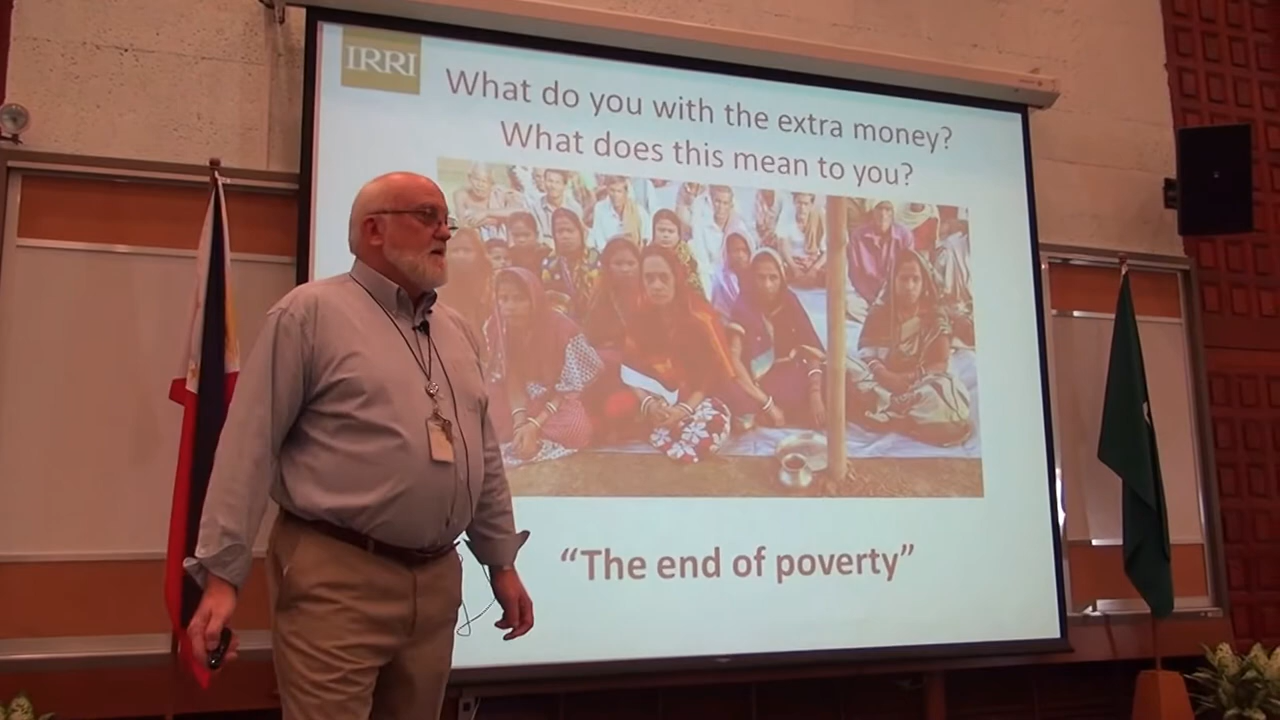 IRRI
What do you with the extra money?
What does this mean to you?
“The end of poverty”